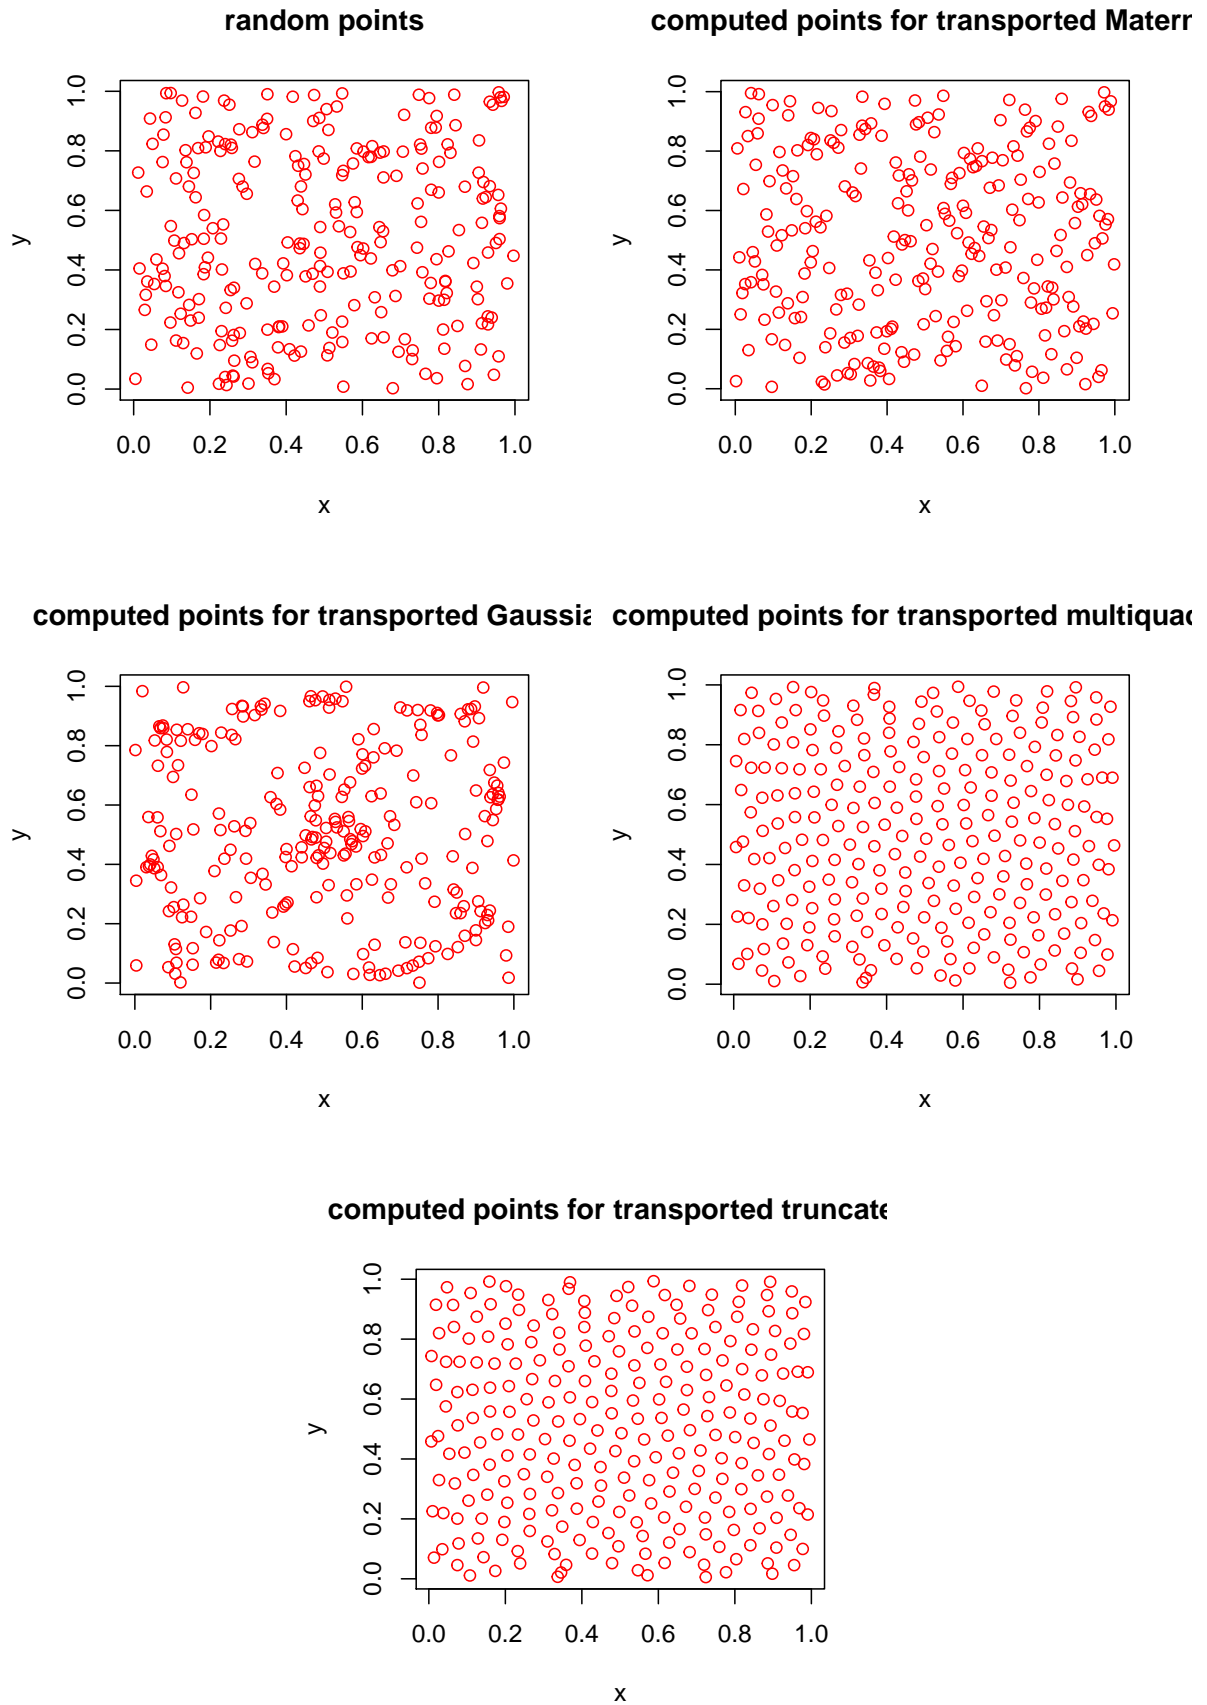 random points
computed points for transported Matern
y
0.0 0.2 0.4 0.6 0.8 1.0
0.0 0.2 0.4 0.6 0.8 1.0
x
y
0.0 0.2 0.4 0.6 0.8 1.0
0.0 0.2 0.4 0.6 0.8 1.0
x
computed points for transported Gaussia
computed points for transported multiquad
y
0.0 0.2 0.4 0.6 0.8 1.0
0.0 0.2 0.4 0.6 0.8 1.0
x
y
0.0 0.2 0.4 0.6 0.8 1.0
0.0 0.2 0.4 0.6 0.8 1.0
x
computed points for transported truncate
y
0.0 0.2 0.4 0.6 0.8 1.0
0.0 0.2 0.4 0.6 0.8 1.0
x